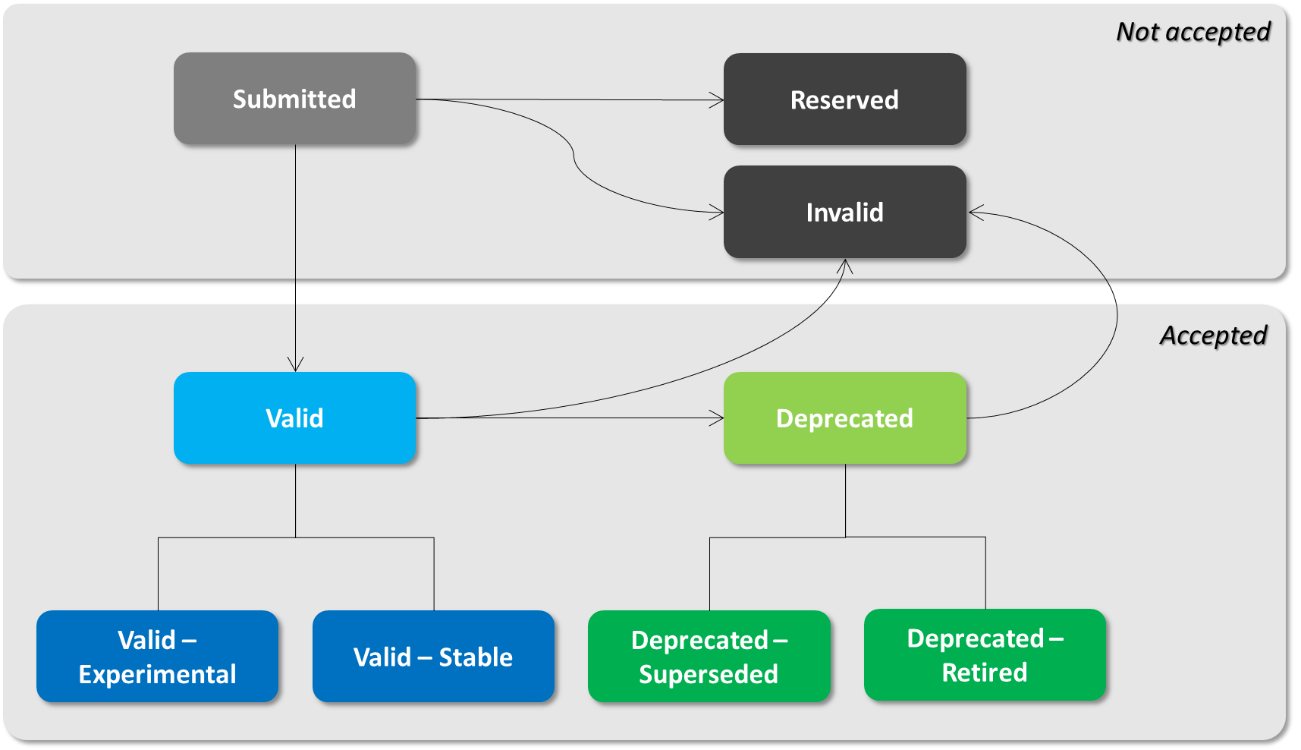 Not accepted
Submitted
Reserved
Invalid
Accepted
Valid
Deprecated
Valid –
Experimental
Valid – Stable
Deprecated –
Superseded
Deprecated –
Retired